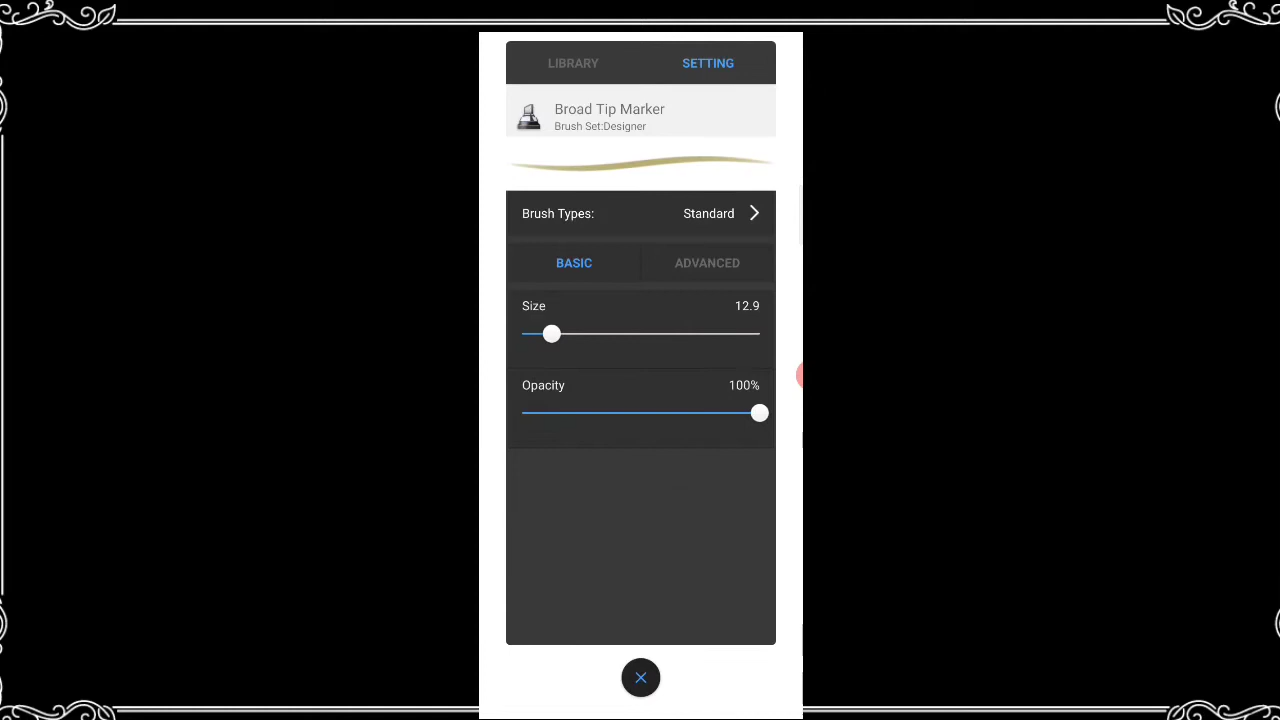 LIBRARY SETTING
Broad Tip Marker
Brush Set:Designer
Brush Types: Standard
BASIC ADVANCED
Size 12.9
Opacity 100%